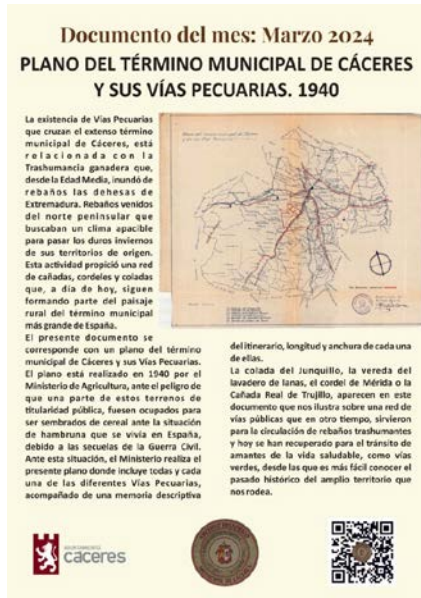 Documento del mes: Marzo 2024
PLANO DEL TÉRMINO MUNICIPAL DE CÁCERES
Y SUS VÍAS PECUARIAS. 1940
La existencia de Vías Pecuarias
que cruzan el extenso término
municipal de Cáceres, está
relacionada con la
Trashumancia ganadera que,
desde la Edad Media, inundó de
rebaños las dehesas de
Extremadura. Rebaños venidos
del norte peninsular que
buscaban un clima apacible
para pasar los duros inviernos
de sus territorios de origen.
Esta actividad propició una red
de cañadas, cordeles y coladas
que, a día de hoy, siguen
formando parte del paisaje
rural del término municipal
más grande de España.
El presente documento se
corresponde con un plano del término
municipal de Cáceres y sus Vías Pecuarias.
El plano está realizado en 1940 por el
Ministerio de Agricultura, ante el peligro de
que una parte de estos terrenos de
titularidad pública, fuesen ocupados para
ser sembrados de cereal ante la situación
de hambruna que se vivía en España,
debido a las secuelas de la Guerra Civil.
Ante esta situación, el Ministerio realiza el
presente plano donde incluye todas y cada
una de las diferentes Vías Pecuarias,
acompañado de una memoria descriptiva
del itinerario, longitud y anchura de cada una
de ellas.
La colada del Junquillo, la vereda del
lavadero de lanas, el cordel de Mérida o la
Cañada Real de Trujillo, aparecen en este
documento que nos ilustra sobre una red de
vías públicas que en otro tiempo, sirvieron
para la circulación de rebaños trashumantes
y hoy se han recuperado para el tránsito de
amantes de la vida saludable, como vías
verdes, desde las que es más fácil conocer el
pasado histórico del amplio territorio que
nos rodea.
cáceres